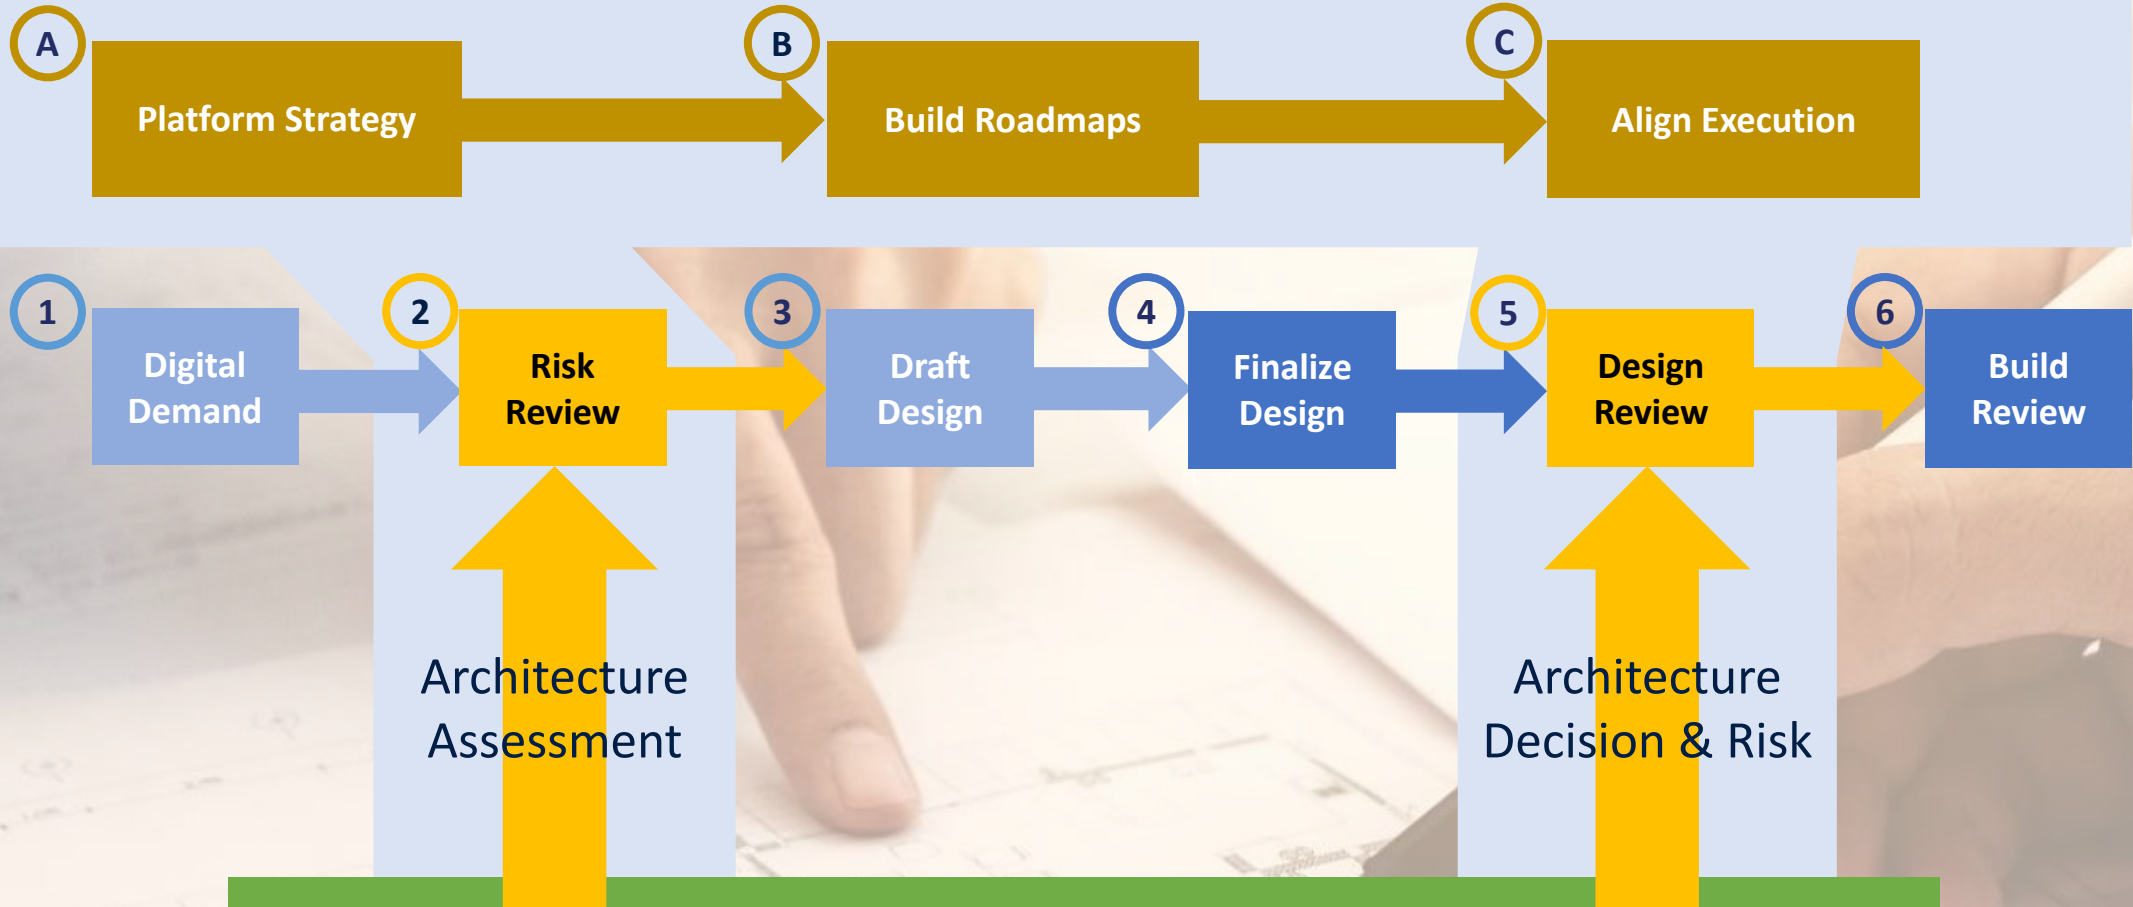 A
B
C
Platform Strategy
Build Roadmaps
Align Execution
1
2
3
4
5
6
Digital
Demand
Risk
Review
Draft
Design
Finalize
Design
Design
Review
Build
Review
Architecture
Assessment
Architecture
Decision & Risk